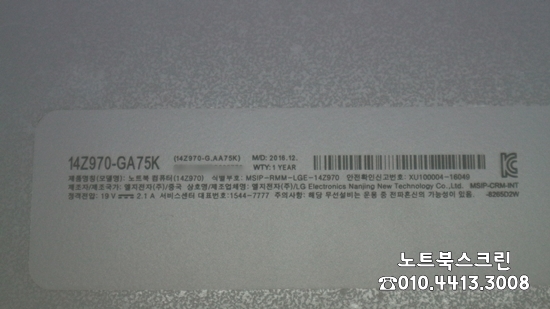 14Z970-GA75K (14Z970-G.AA75K) M/D: 2016.12.
WTY: 1 YEAR
제품명칭(모델명): 노트북 컴퓨터(14Z970) 식별부호: MSIP-RMM-LGE-14Z970 안전확인신고번호: XU100004-16049
제조자/제조국가: 엘지전자(주)/중국 상호명/제조업체명: 엘지전자(주)/LG Electronics Nanjing New Technology Co.,Ltd. MSIP-CRM-INT
정격전압: 19 V 2.1 A 서비스센터 대표번호: 1544-7777 주의사항: 해당 무선설비는 운용 중 전파혼신의 가능성이 있음. -8265D2W
노트북스크린
☎010.4413.3008